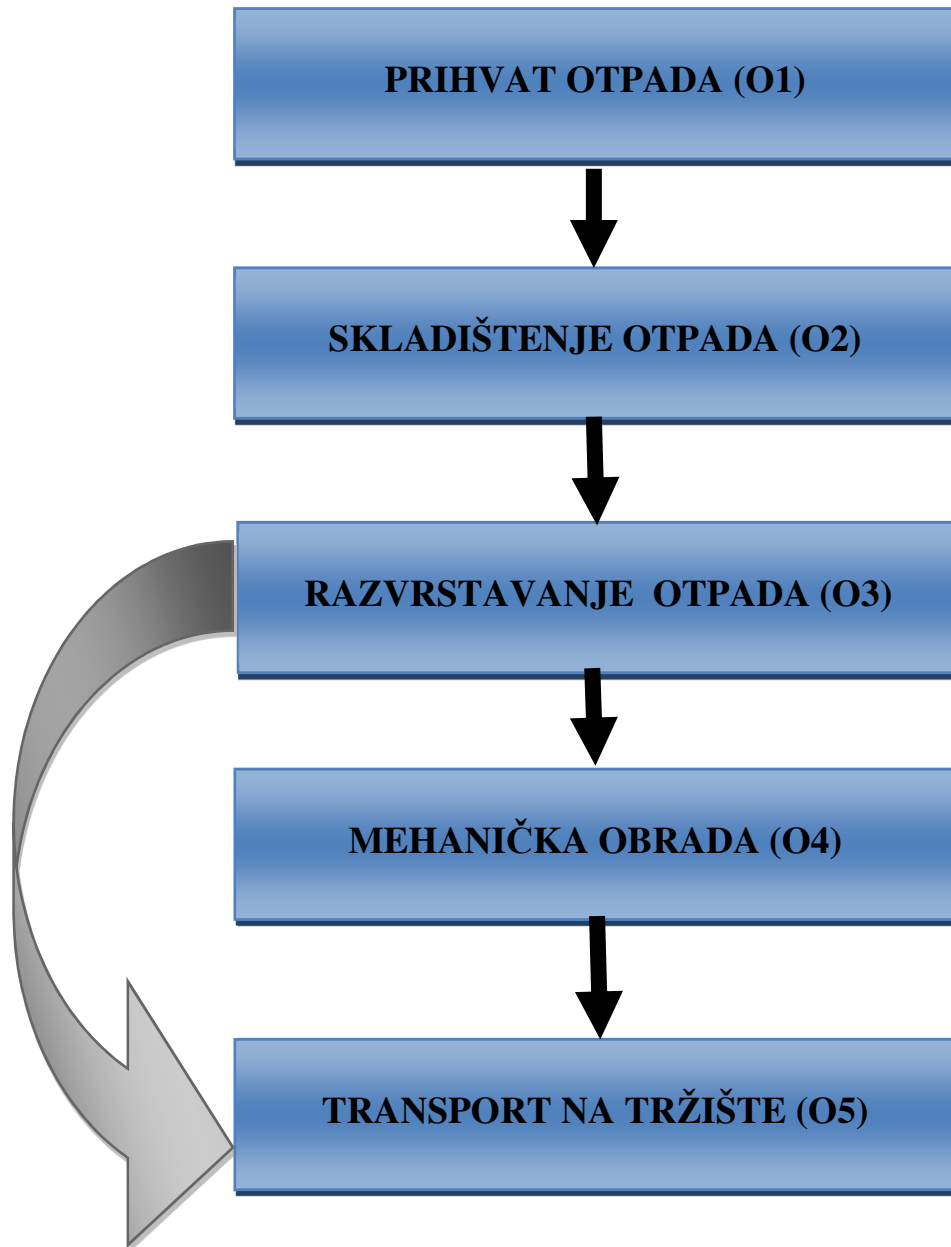 PRIHVAT OTPADA (O1)
SKLADIŠTENJE OTPADA (O2)
RAZVRSTAVANJE OTPADA (O3)
MEHANIČKA OBRADA (O4)
TRANSPORT NA TRŽIŠTE (O5)